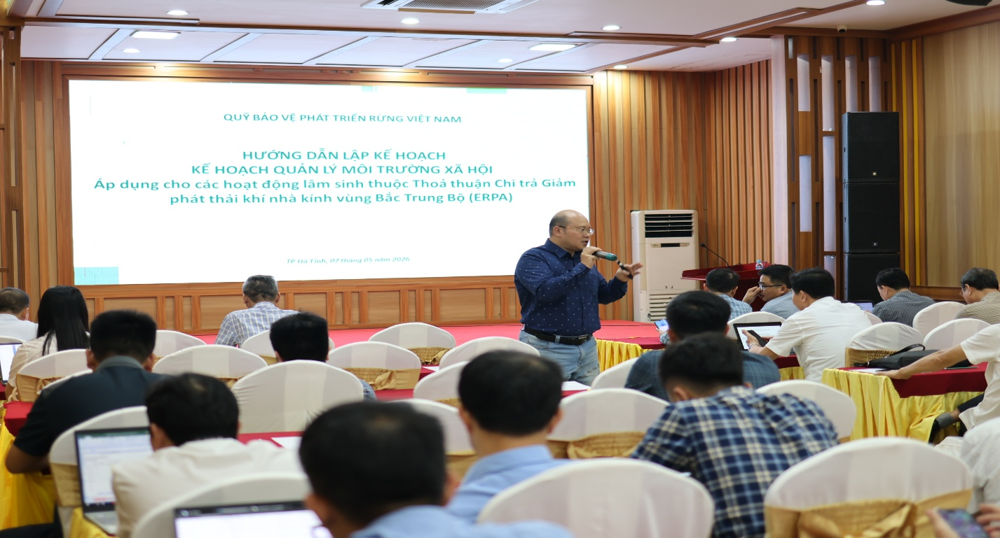 QUỸ BẢO VỆ PHÁT TRIỂN RỪNG VIỆT NAM
HƯỚNG DẪN LẬP KẾ HOẠCH
KẾ HOẠCH QUẢN LÝ MÔI TRƯỜNG XÃ HỘI
Áp dụng cho các hoạt động lâm sinh thuộc Thoả thuận Chi trả Giảm
phát thải khí nhà kính vùng Bắc Trung Bộ (ERPA)
TP Hà Tĩnh, 07 tháng 05 năm 2026